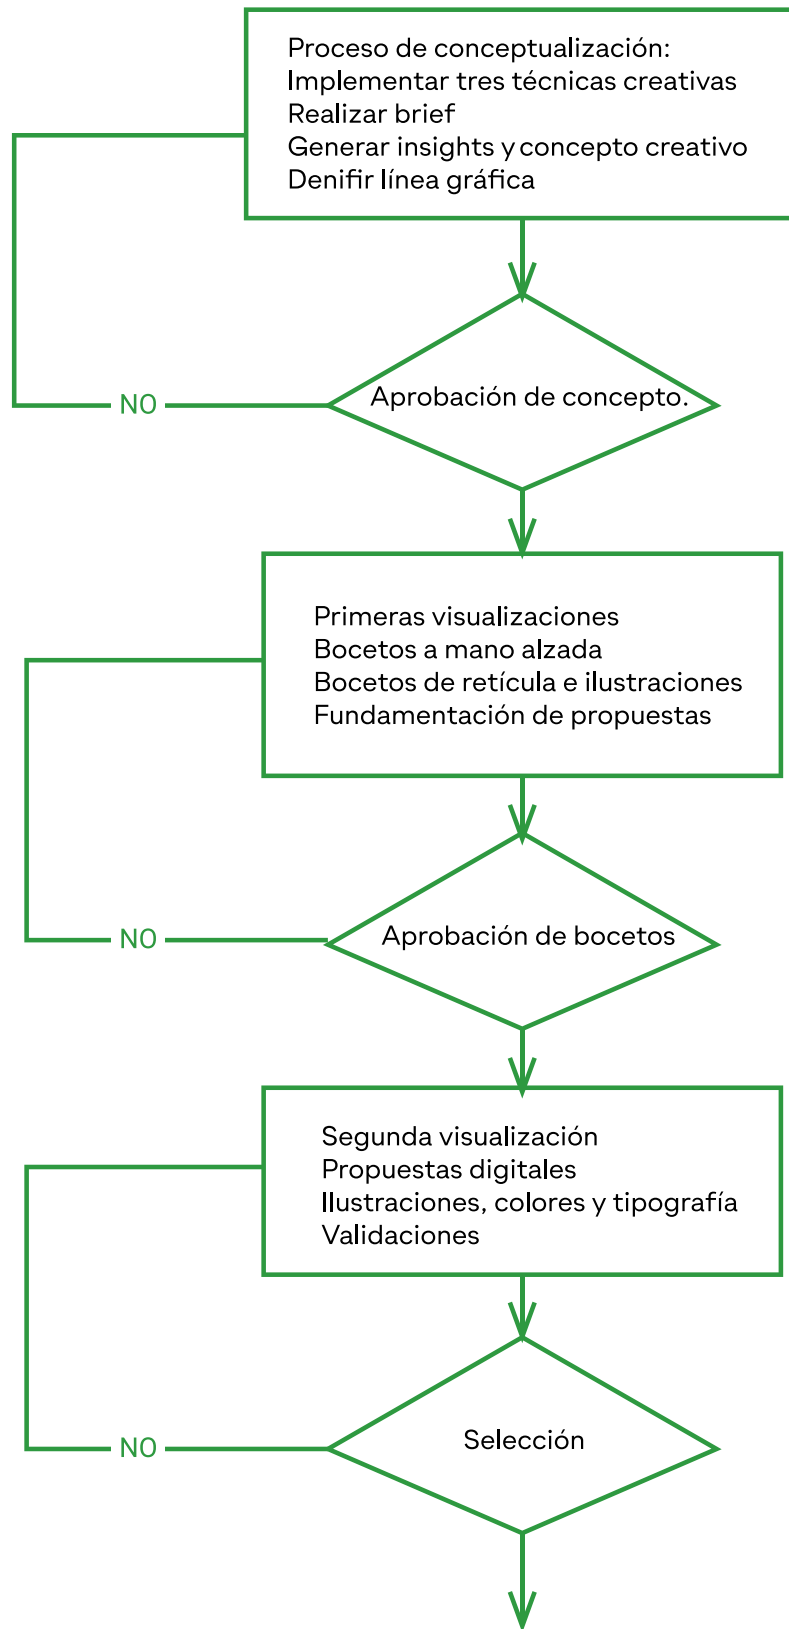 Proceso de conceptualización:
Implementar tres técnicas creativas
Realizar brief
Generar insights y concepto creativo
Denifir línea gráfica
Aprobación de concepto.
NO
Primeras visualizaciones
Bocetos a mano alzada
Bocetos de retícula e ilustraciones
Fundamentación de propuestas
Aprobación de bocetos
NO
Segunda visualización
Propuestas digitales
Ilustraciones, colores y tipografía
Validaciones
Selección
NO